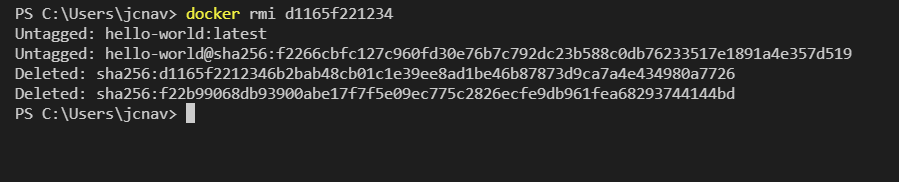 PS C:\Users\jcnav> docker rmi d1165f221234
Untagged: hello-world:latest
Untagged: hello-world@sha256:f2266cbfc127c960fd30e76b7c792dc23b588c0db76233517e1891a4e357d519
Deleted: sha256:d1165f2212346b2bab48cb01c1e39ee8ad1be46b87873d9ca7a4e434980a7726
Deleted: sha256:f22b99068db93900abe17f7f5e09ec775c2826ecfe9db961fea68293744144bd
PS C:\Users\jcnav>